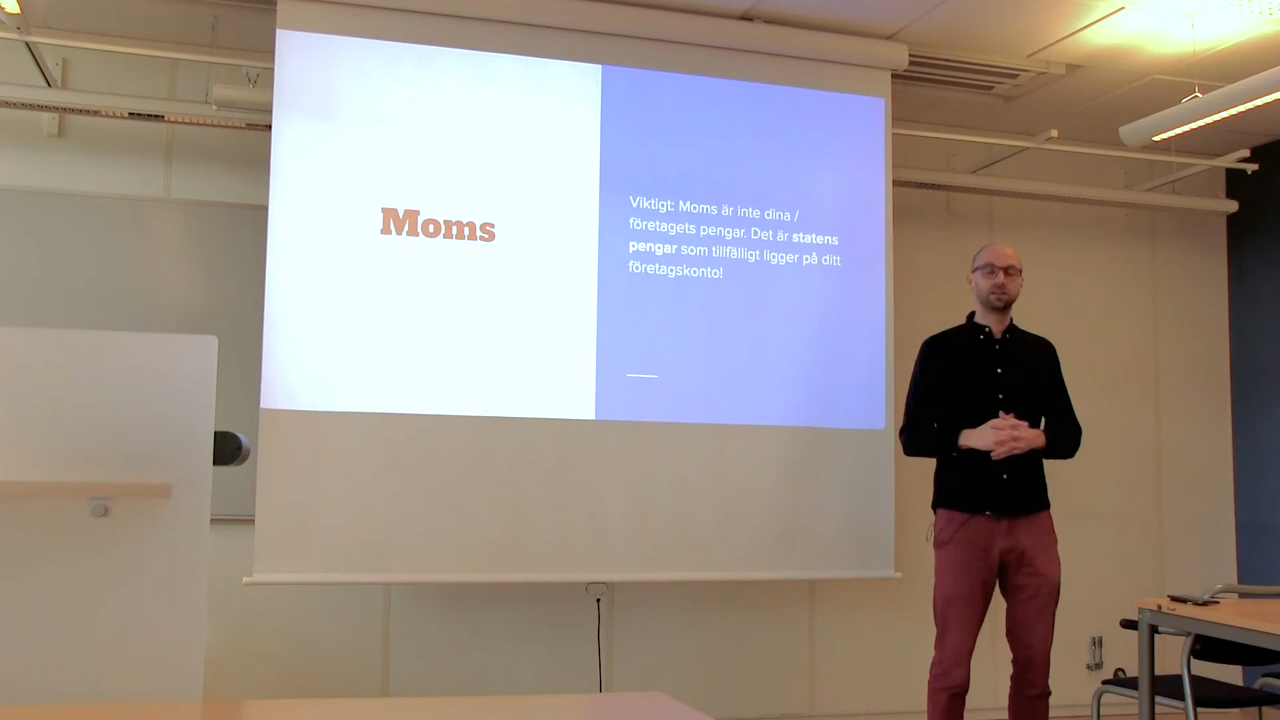 Moms
Viktigt: Moms är inte dina /
företagets pengar. Det är statens
pengar som tillfälligt ligger på ditt
företagskonto!